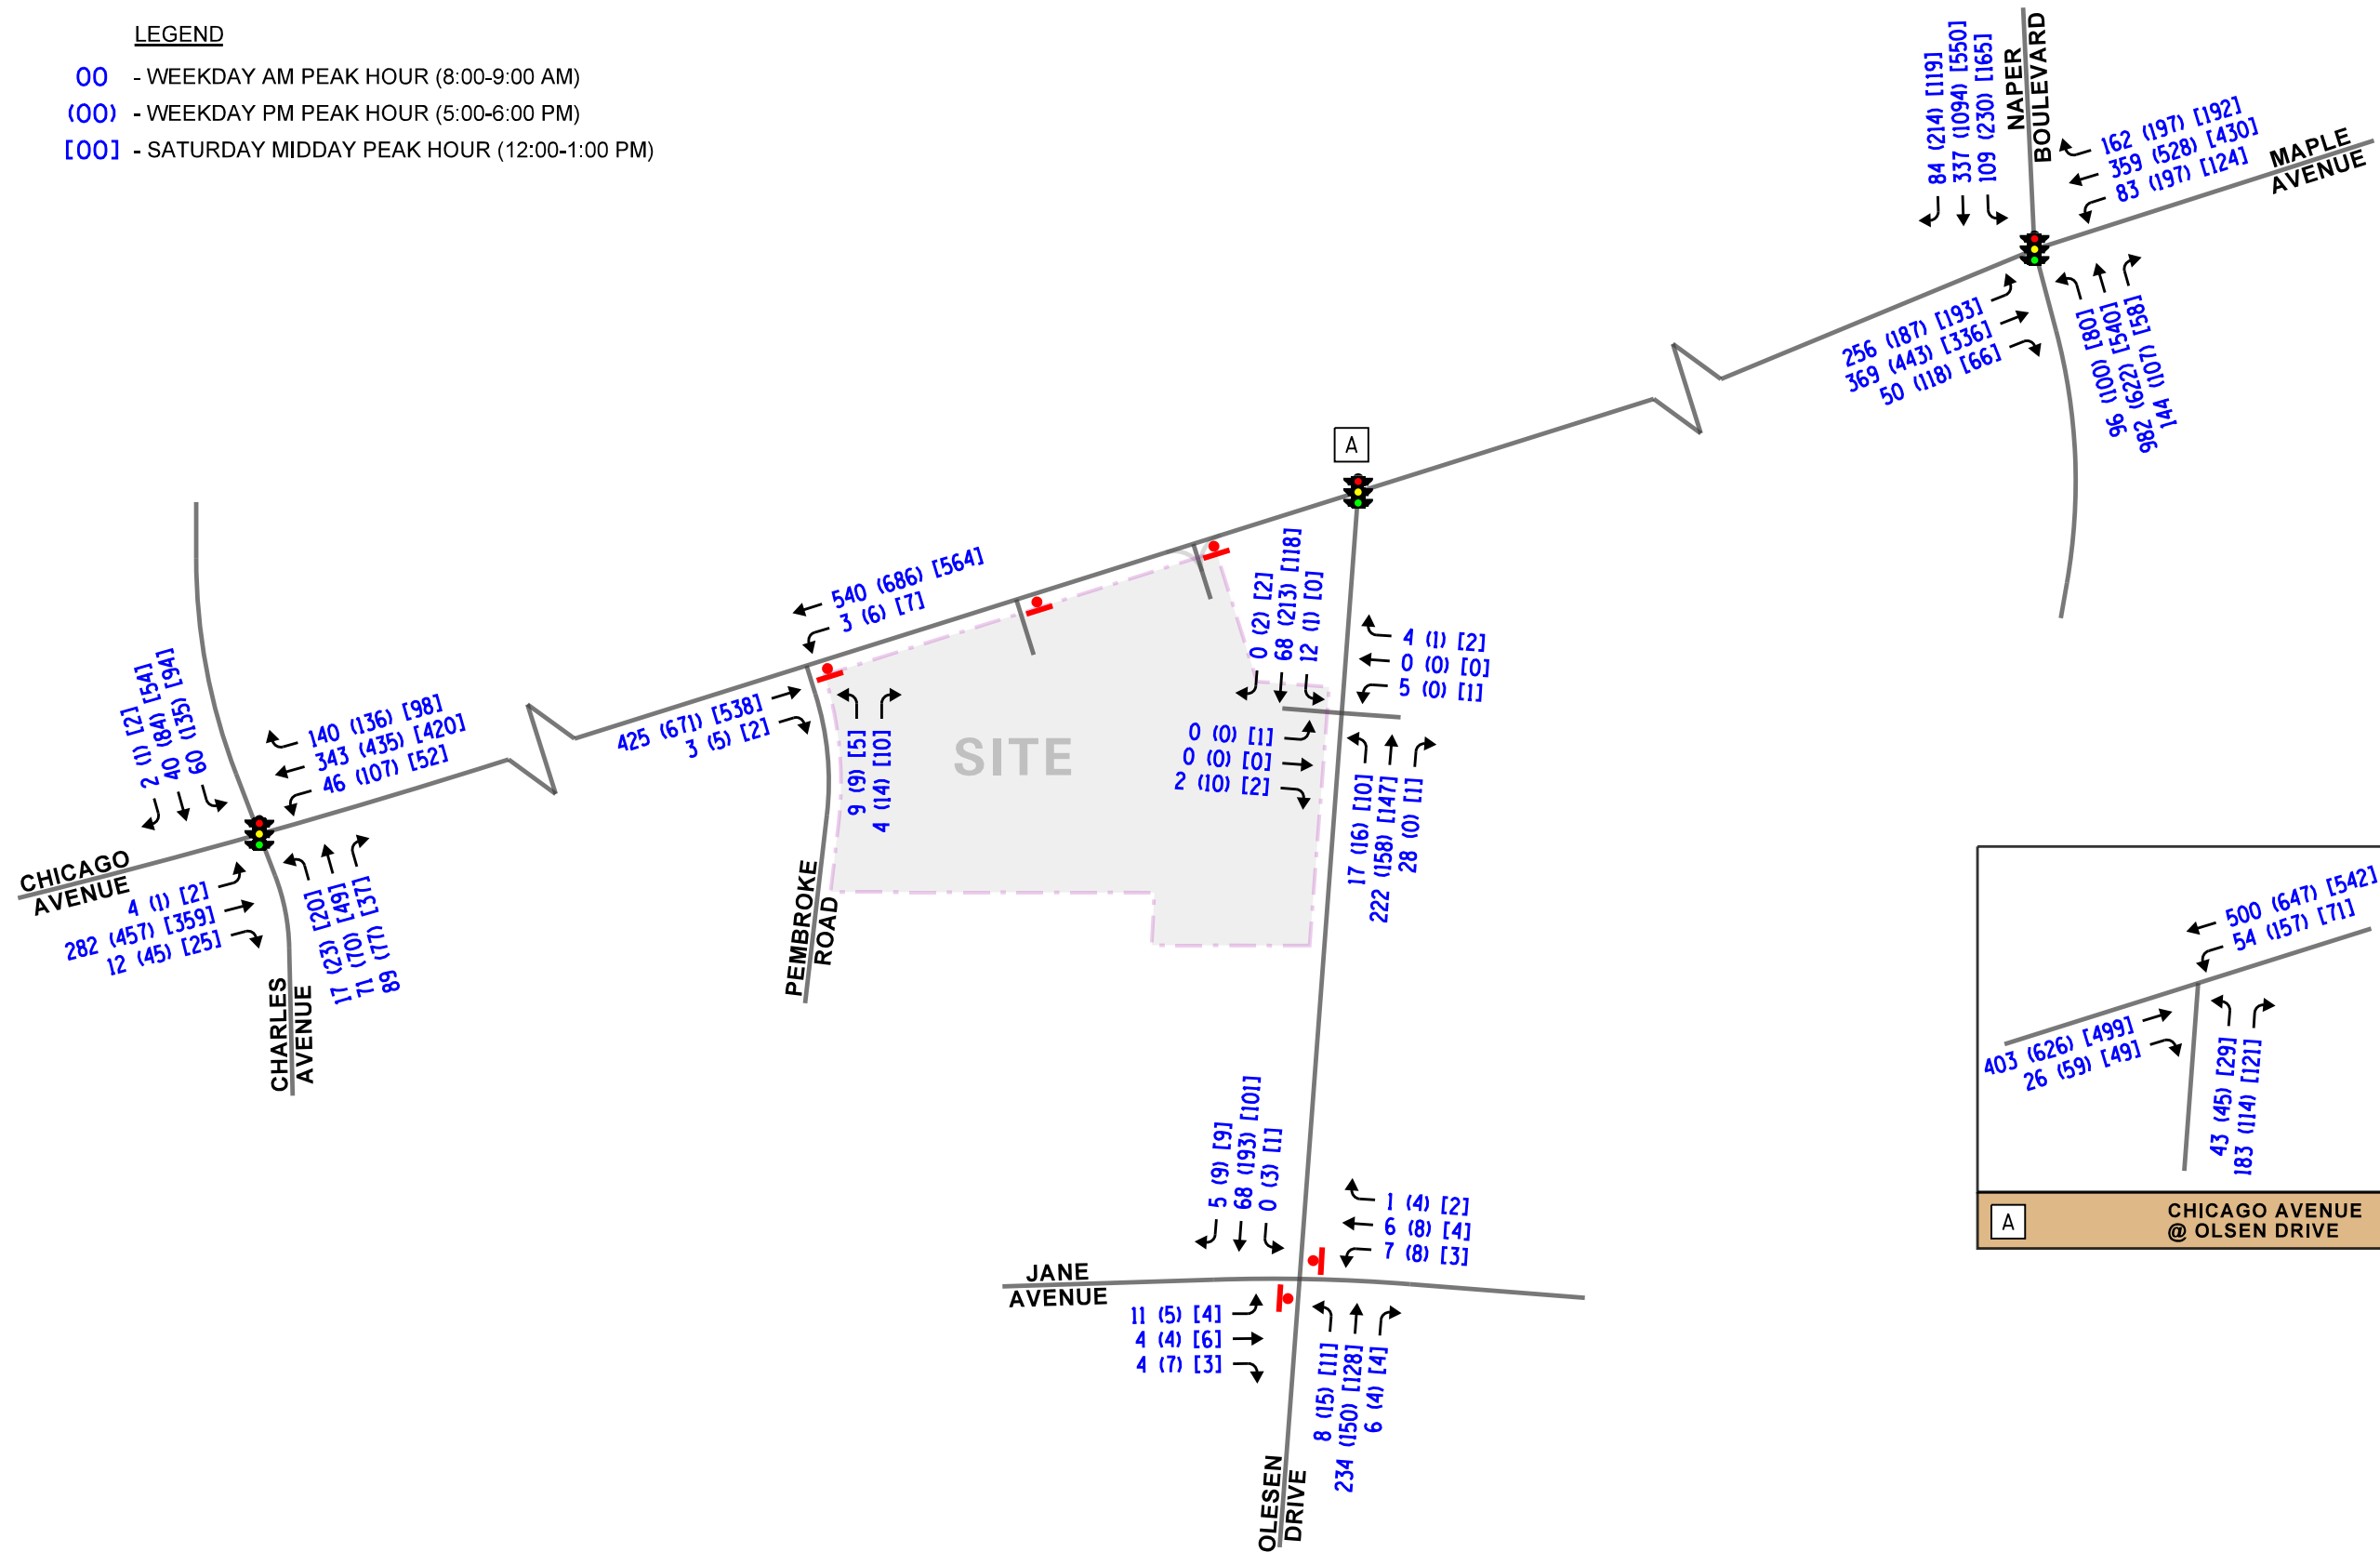 LEGEND
00 - WEEKDAY AM PEAK HOUR (8:00-9:00 AM)
(00) - WEEKDAY PM PEAK HOUR (5:00-6:00 PM)
[00] - SATURDAY MIDDAY PEAK HOUR (12:00-1:00 PM)
84 (214) [119]
337 (1094) [550]
109 (230) [165]
NAPER
BOULEVARD
162 (197) [192]
359 (528) [430]
83 (197) [124]
MAPLE
AVENUE
256 (187) [193]
369 (443) [336]
50 (118) [66]
96 (100) [80]
982 (622) [540]
144 (107) [58]
A
540 (686) [564]
3 (6) [7]
425 (671) [538]
3 (5) [2]
9 (9) [5]
4 (14) [10]
SITE
PEMBROKE
ROAD
0 (2) [2]
68 (213) [118]
12 (1) [0]
4 (1) [2]
0 (0) [0]
5 (0) [1]
0 (0) [1]
0 (0) [0]
2 (10) [2]
17 (16) [10]
222 (158) [147]
28 (0) [1]
2 (1) [2]
40 (84) [54]
60 (135) [94]
140 (136) [98]
343 (435) [420]
46 (107) [52]
CHICAGO
AVENUE
4 (1) [2]
282 (457) [359]
12 (45) [25]
17 (23) [20]
71 (70) [49]
89 (77) [37]
CHARLES
AVENUE
5 (9) [9]
68 (193) [101]
0 (3) [1]
1 (4) [2]
6 (8) [4]
7 (8) [3]
JANE
AVENUE
11 (5) [4]
4 (4) [6]
4 (7) [3]
8 (15) [11]
234 (150) [128]
6 (4) [4]
OLESEN
DRIVE
500 (647) [542]
54 (157) [71]
403 (626) [499]
26 (59) [49]
43 (45) [29]
183 (114) [121]
A
CHICAGO AVENUE
@ OLSEN DRIVE